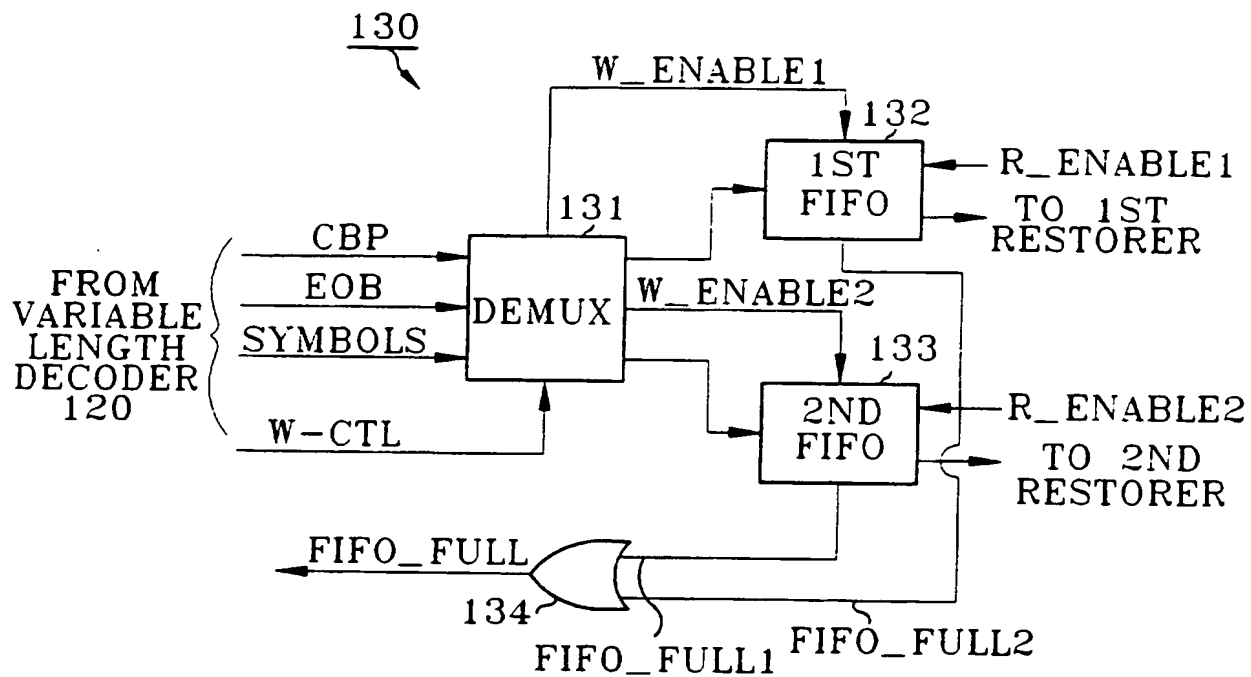 130
W_ENABLE1
132
1ST
FIFO
R_ENABLE1
TO 1ST
RESTORER
131
CBP
EOB
SYMBOLS
W-CTL
FROM
VARIABLE
LENGTH
DECODER
120
DEMUX
W_ENABLE2
133
2ND
FIFO
R_ENABLE2
TO 2ND
RESTORER
FIFO_FULL
134
FIFO_FULL1
FIFO_FULL2